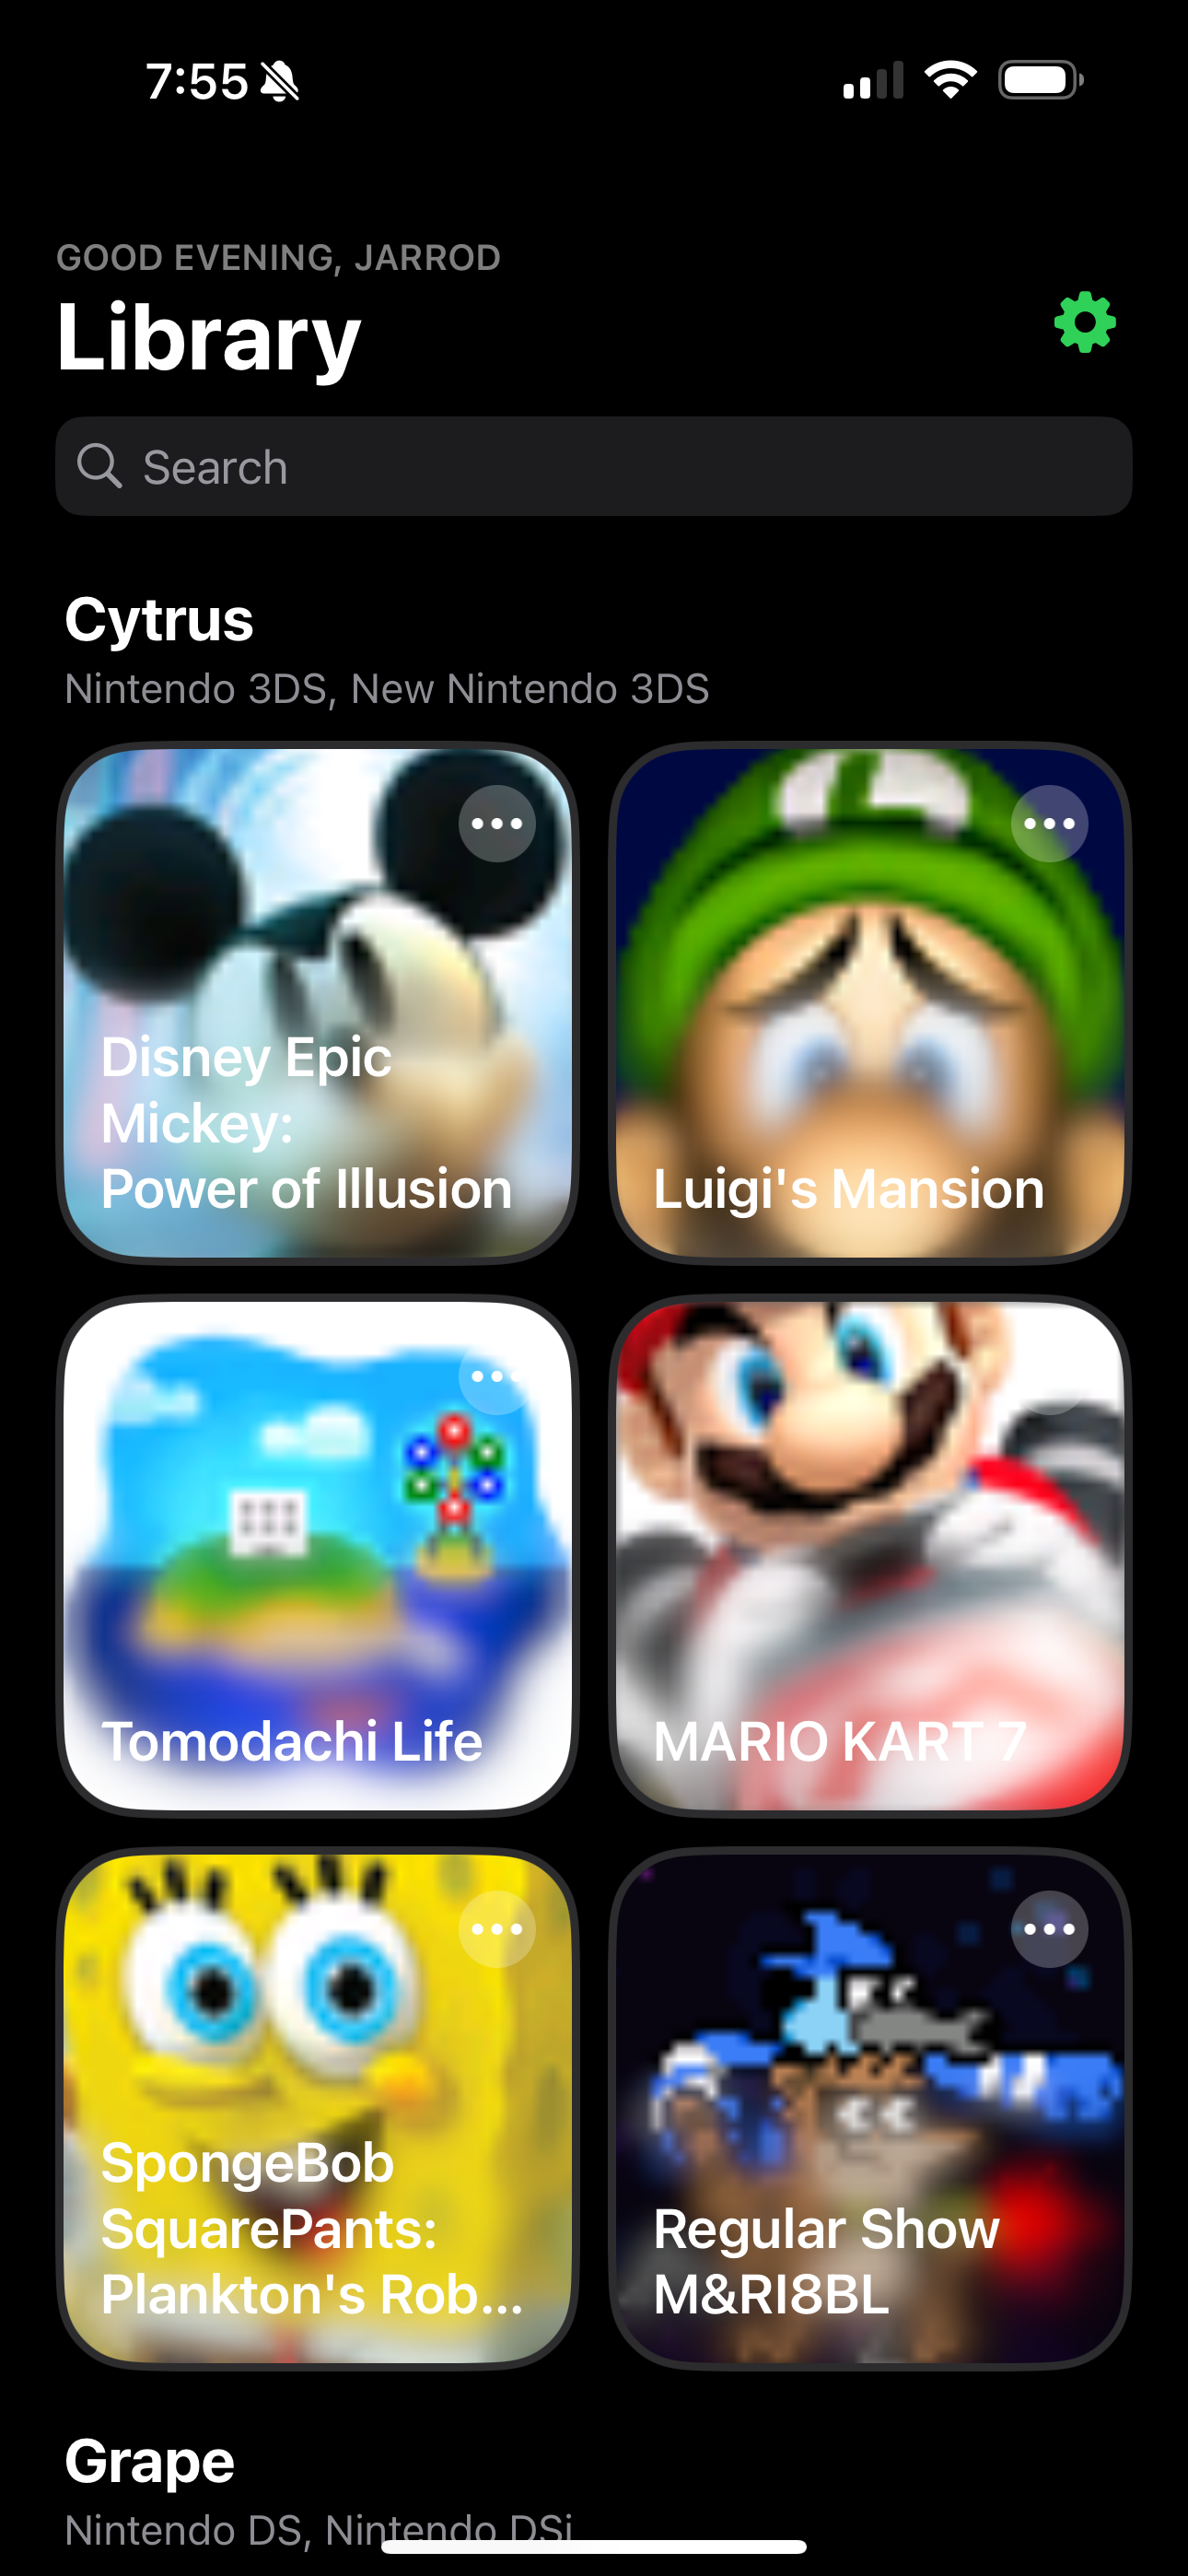 7:55
GOOD EVENING, JARROD
Library
Search
Cytrus
Nintendo 3DS, New Nintendo 3DS
Disney Epic
Mickey:
Power of Illusion
Luigi's Mansion
Tomodachi Life
MARIO KART 7
SpongeBob
SquarePants:
Plankton's Rob...
Regular Show
M&RI8BL
Grape
Nintendo DS, Nintendo DSi